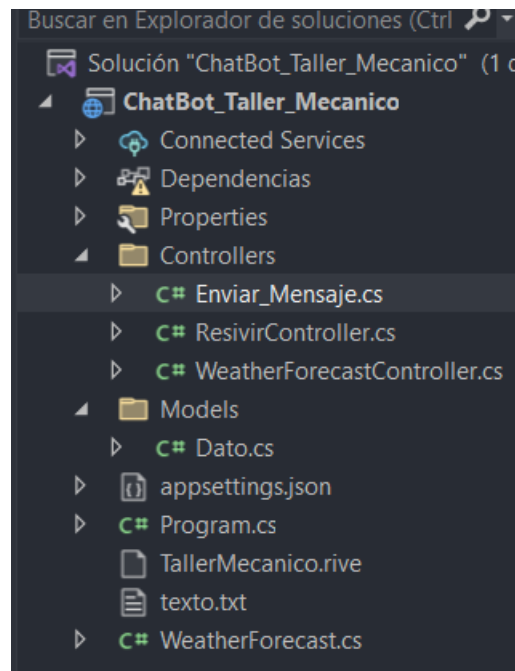 Buscar en Explorador de soluciones (Ctrl
Solución "ChatBot_Taller_Mecanico" (1
ChatBot_Taller_Mecanico
Connected Services
Dependencias
Properties
Controllers
C# Enviar_Mensaje.cs
C# ResivirController.cs
C# WeatherForecastController.cs
Models
C# Dato.cs
appsettings.json
C# Program.cs
TallerMecanico.rive
texto.txt
C# WeatherForecast.cs